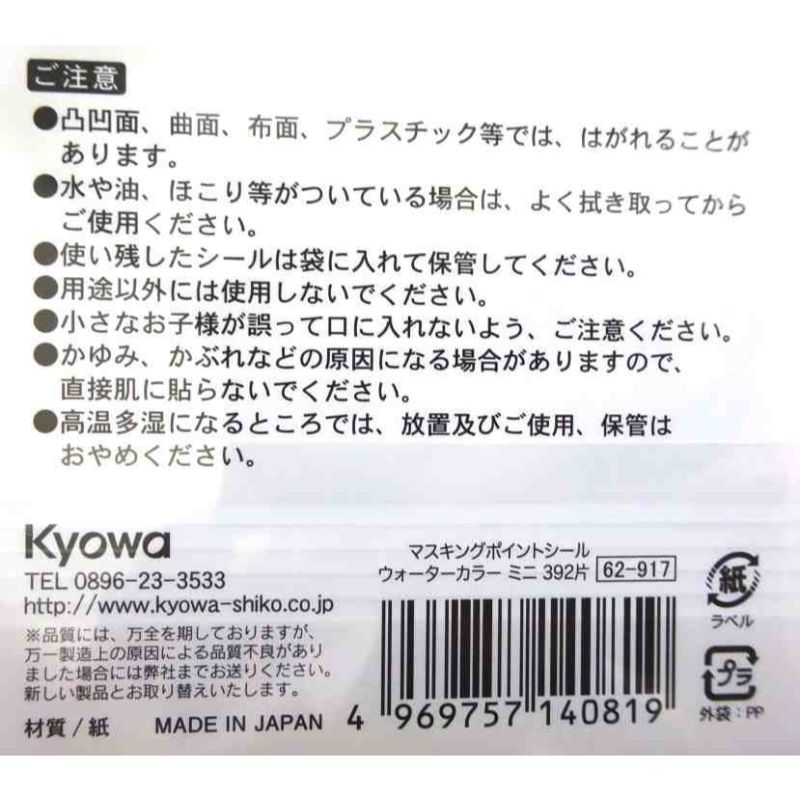 ご注意
●凸凹面、曲面、布面、プラスチック等では、はがれることが
あります。
●水や油、ほこり等がついている場合は、よく拭き取ってから
ご使用ください。
●使い残したシールは袋に入れて保管してください。
●用途以外には使用しないでください。
●小さなお子様が誤って口に入れないよう、ご注意ください。
●かゆみ、かぶれなどの原因になる場合がありますので、
直接肌に貼らないでください。
●高温多湿になるところでは、放置及びご使用、保管は
おやめください。
Kyowa
TEL 0896-23-3533
http://www.kyowa-shiko.co.jp
※品質には、万全を期しておりますが、
万一製造上の原因による品質不良があり
ました場合には弊社までお送りください。
新しい製品とお取り替えいたします。
材質/紙 MADE IN JAPAN
マスキングポイントシール
ウォーターカラー ミニ 392片 62-917
4 969757 140819
紙
ラベル
プラ
外袋:PP